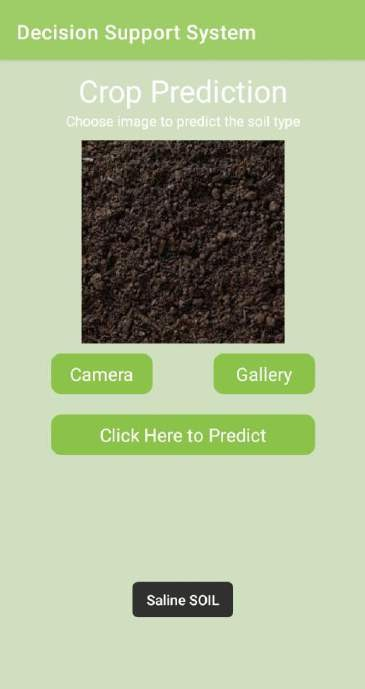 Decision Support System
Crop Prediction
Choose image to predict the soil type
Camera
Gallery
Click Here to Predict
Saline SOIL